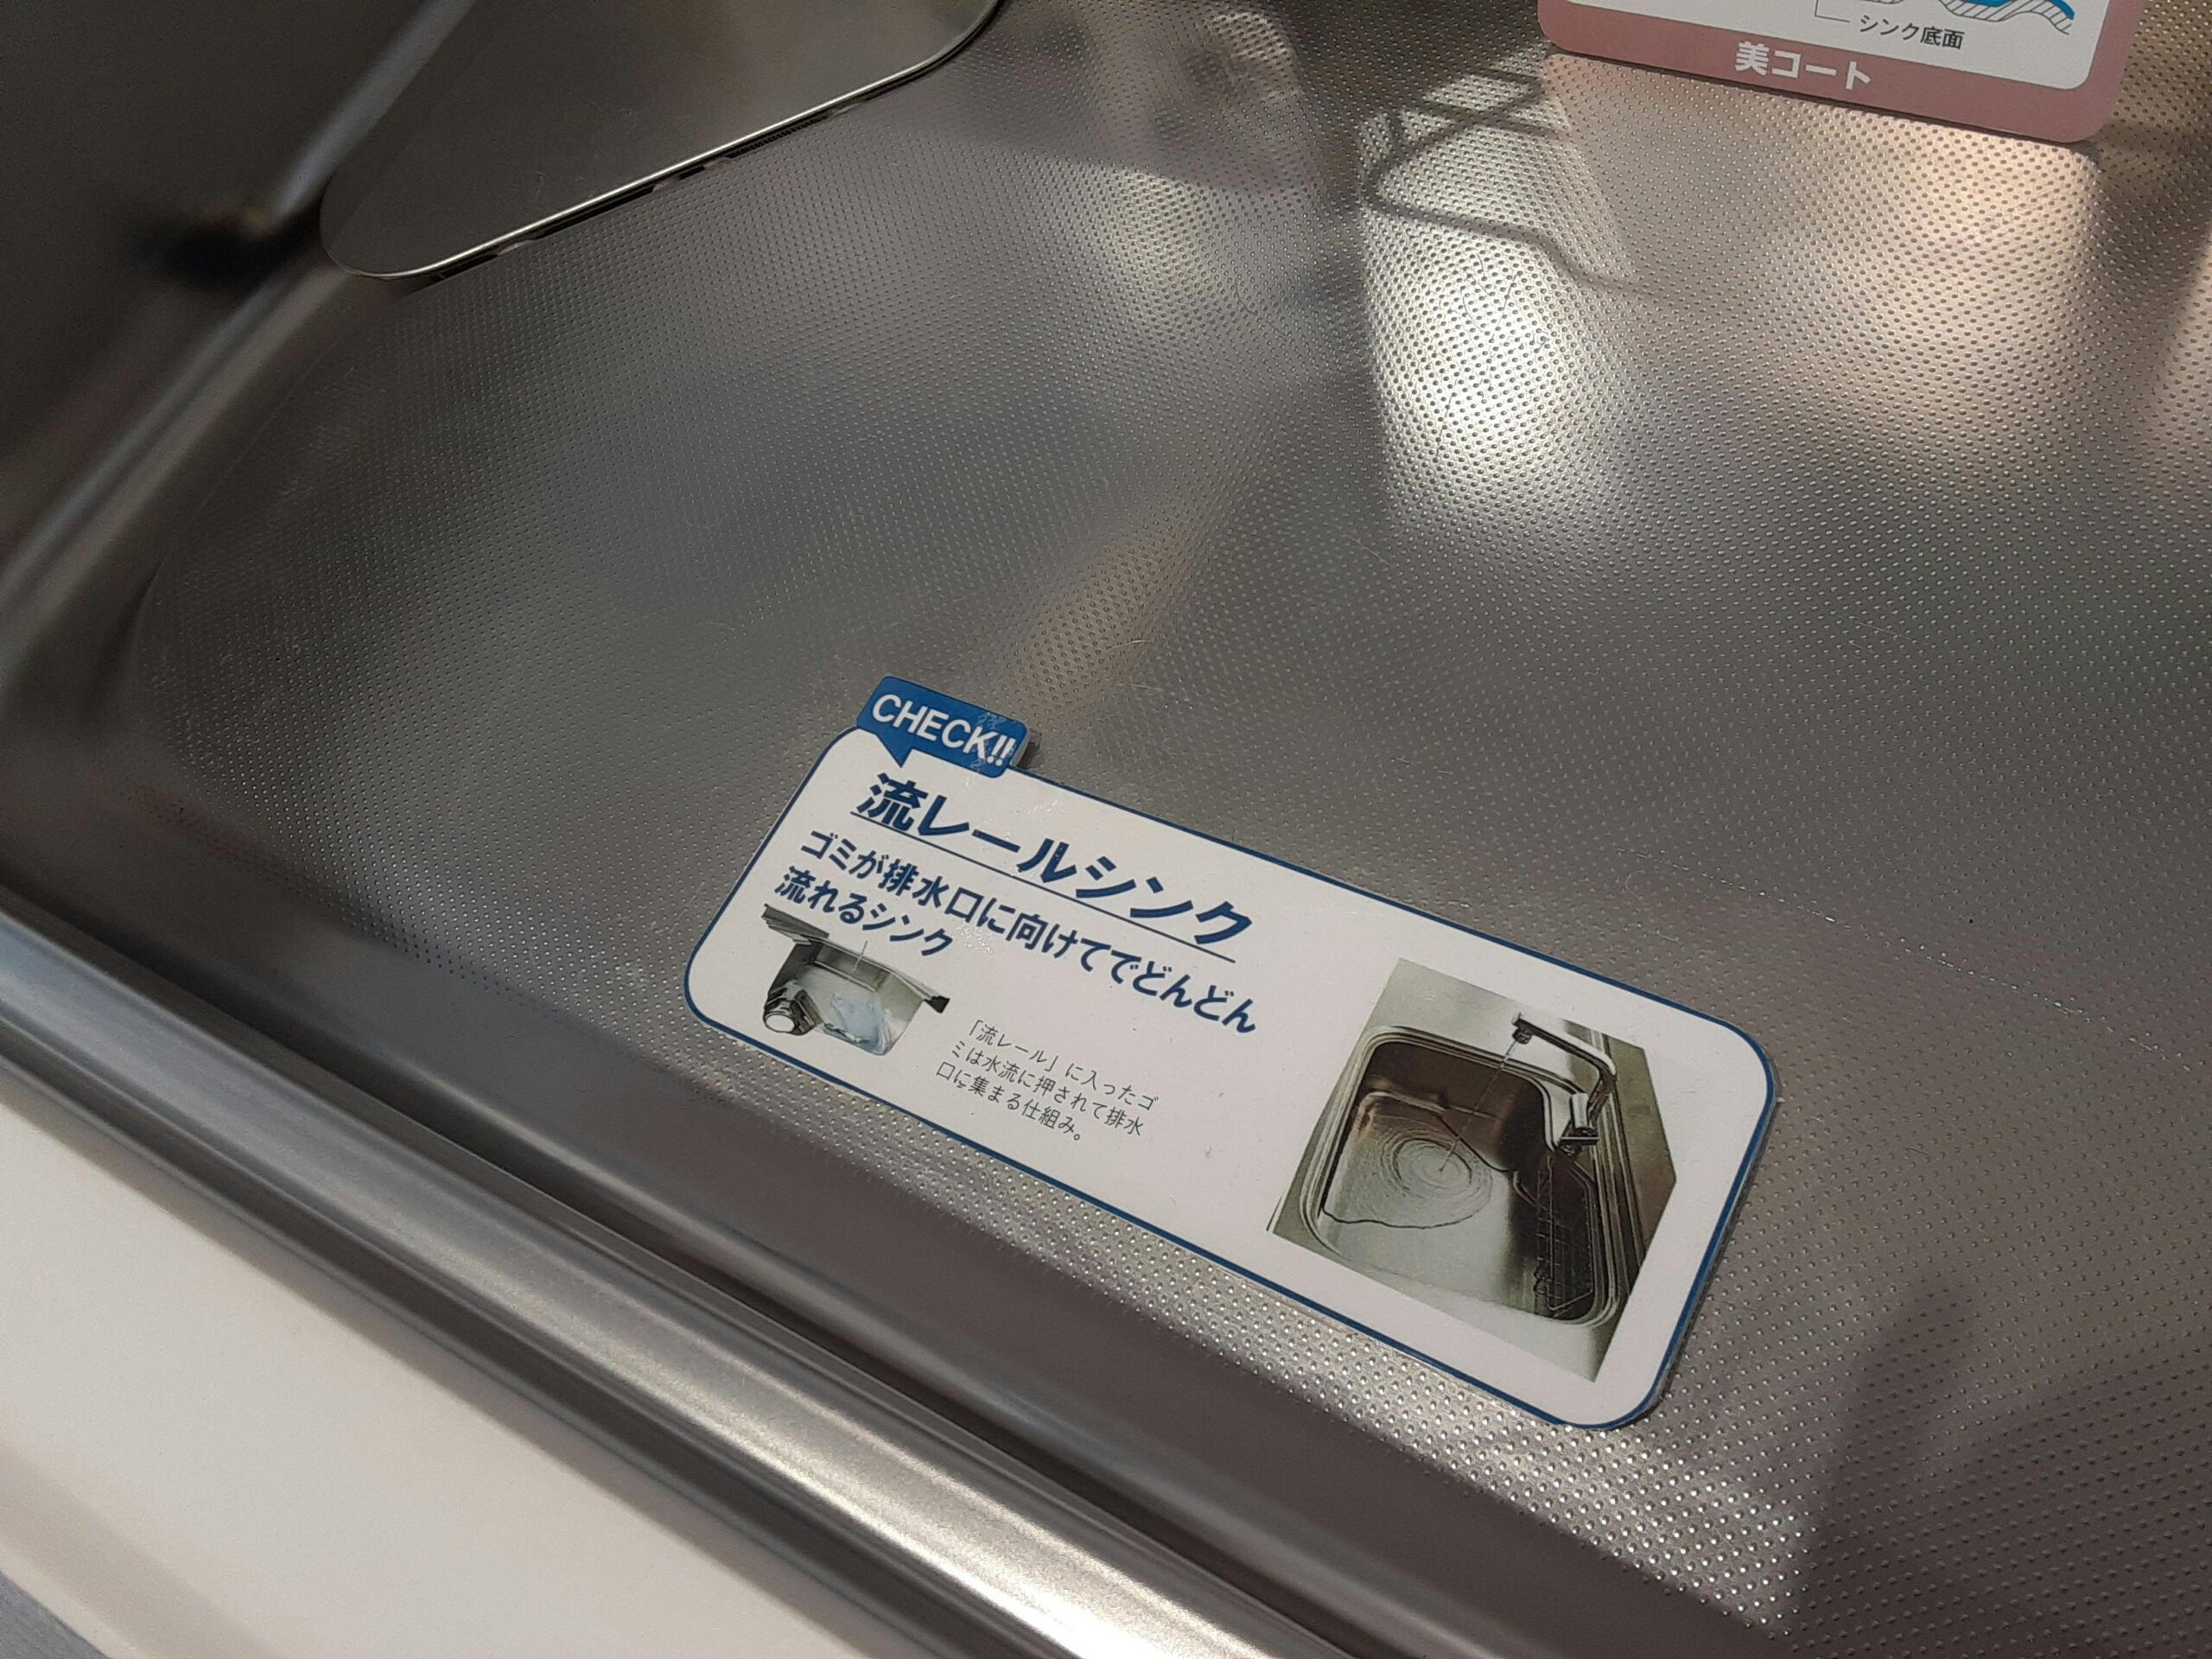 シンク底面
美コート
CHECK!!
流レールシンク
ゴミが排水口に向けてでどんどん
流れるシンク
「流レール」に入ったゴ
ミは水流に押されて排水
口に集まる仕組み。